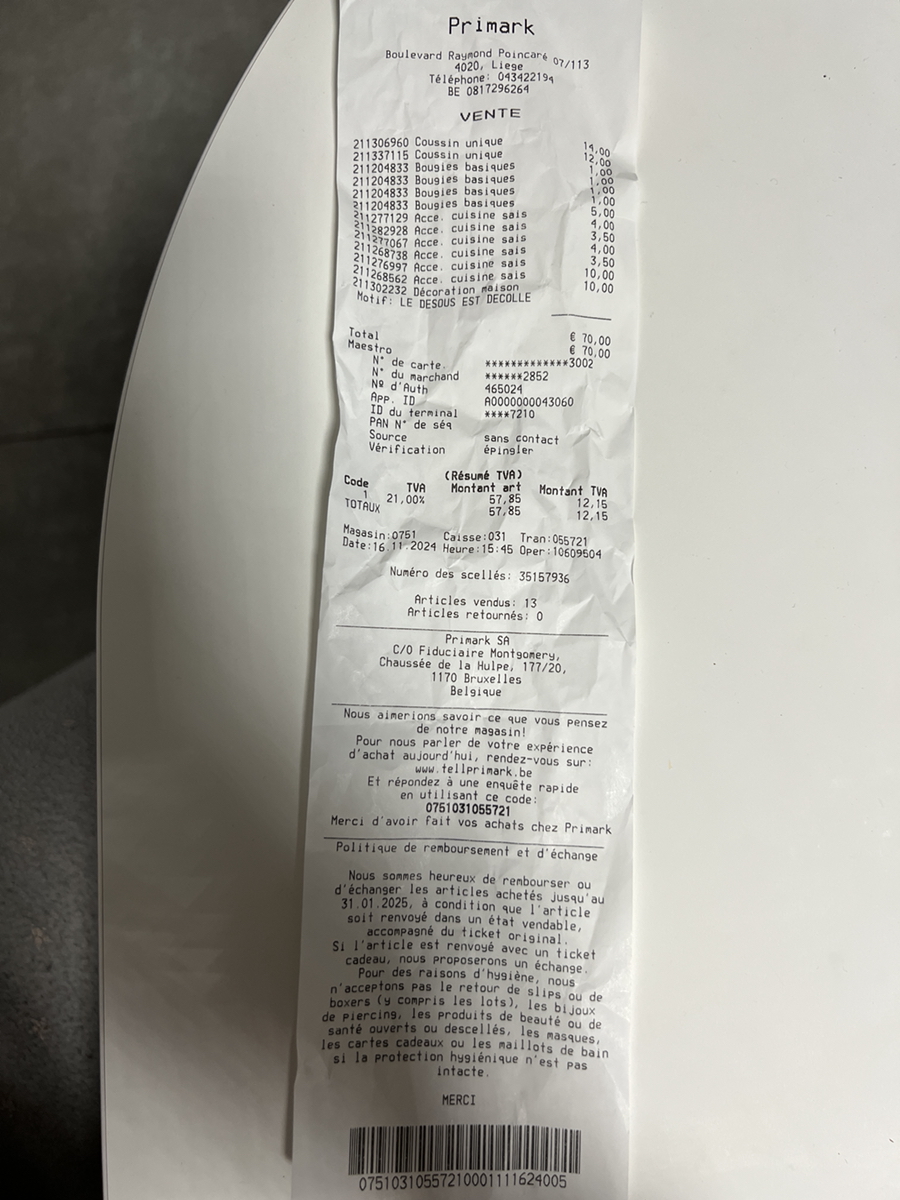 Primark
Boulevard Raymond Poincaré 07/113
4020, Liege
Téléphone: 043422194
BE 0817296264
VENTE
211306960 Coussin unique 14,00
211337115 Coussin unique 12,00
211204833 Bougies basiques 1,00
211204833 Bougies basiques 1,00
211204833 Bougies basiques 1,00
211204833 Bougies basiques 1,00
211277129 Acce. cuisine sais 5,00
211282928 Acce. cuisine sais 4,00
211277067 Acce. cuisine sais 3,50
211268738 Acce. cuisine sais 4,00
211276997 Acce. cuisine sais 3,50
211268562 Acce. cuisine sais 10,00
211302232 Décoration maison 10,00
Motif: LE DESOUS EST DECOLLE
Total € 70,00
Maestro € 70,00
N° de carte. ************3002
N° du marchand ******2852
Nº d'Auth 465024
App. ID A0000000043060
ID du terminal ****7210
PAN N° de séq
Source sans contact
Vérification épingler
(Résumé TVA)
Code TVA Montant art Montant TVA
1 21,00% 57,85 12,15
TOTAUX 57,85 12,15
Magasin:0751 Caisse:031 Tran:055721
Date:16.11.2024 Heure:15:45 Oper:10609504
Numéro des scellés: 35157936
Articles vendus: 13
Articles retournés: 0
Primark SA
C/O Fiduciaire Montgomery,
Chaussée de la Hulpe, 177/20,
1170 Bruxelles
Belgique
Nous aimerions savoir ce que vous pensez
de notre magasin!
Pour nous parler de votre expérience
d'achat aujourd'hui, rendez-vous sur:
www.tellprimark.be
Et répondez à une enquête rapide
en utilisant ce code:
0751031055721
Merci d'avoir fait vos achats chez Primark
Politique de remboursement et d'échange
Nous sommes heureux de rembourser ou
d'échanger les articles achetés jusqu'au
31.01.2025, à condition que l'article
soit renvoyé dans un état vendable,
accompagné du ticket original.
Si l'article est renvoyé avec un ticket
cadeau, nous proposerons un échange.
Pour des raisons d'hygiène, nous
n'acceptons pas le retour de slips ou de
boxers (y compris les lots), les bijoux
de piercing, les produits de beauté ou de
santé ouverts ou descellés, les masques,
les cartes cadeaux ou les maillots de bain
si la protection hygiénique n'est pas
intacte.
MERCI
07510310557210001111624005